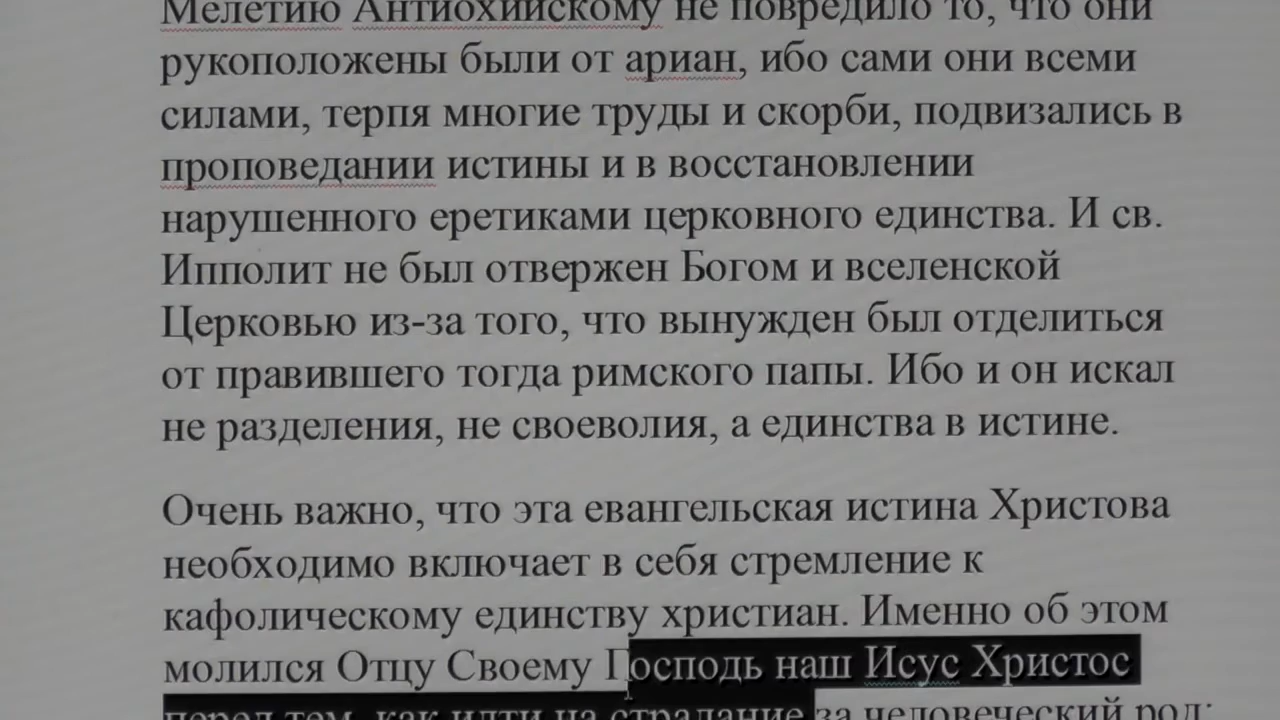 Мелетию Антиохийскому не повредило то, что они
рукоположены были от ариан, ибо сами они всеми
силами, терпя многие труды и скорби, подвизались в
проповедании истины и в восстановлении
нарушенного еретиками церковного единства. И св.
Ипполит не был отвержен Богом и вселенской
Церковью из-за того, что вынужден был отделиться
от правившего тогда римского папы. Ибо и он искал
не разделения, не своеволия, а единства в истине.
Очень важно, что эта евангельская истина Христова
необходимо включает в себя стремление к
кафолическому единству христиан. Именно об этом
молился Отцу Своему Господь наш Исус Христос
перед тем, как идти на страдание за человеческий род: